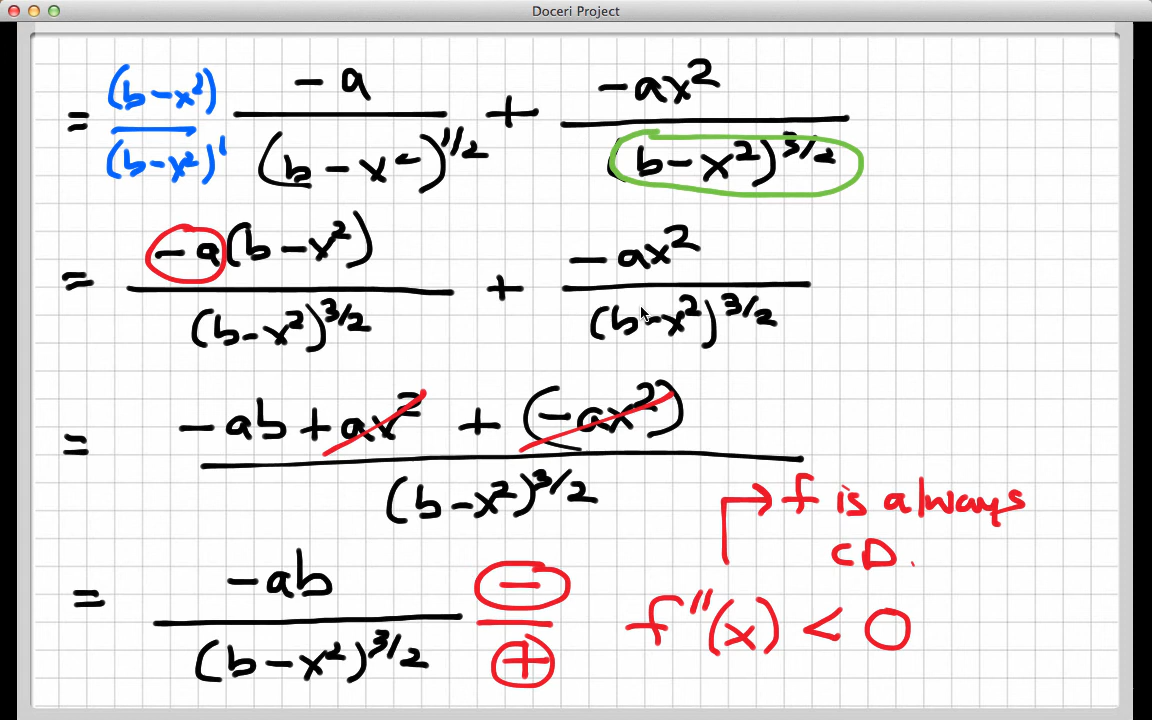 Doceri Project
= (b-x²)/(b-x²)¹ -a/(b-x²)^1/2 + -ax²/(b-x²)^3/2
= -a(b-x²)/(b-x²)^3/2 + -ax²/(b-x²)^3/2
= -ab+ax²+(-ax²)/(b-x²)^3/2
f is always
CD.
= -ab/(b-x²)^3/2 -/+ f''(x) < 0